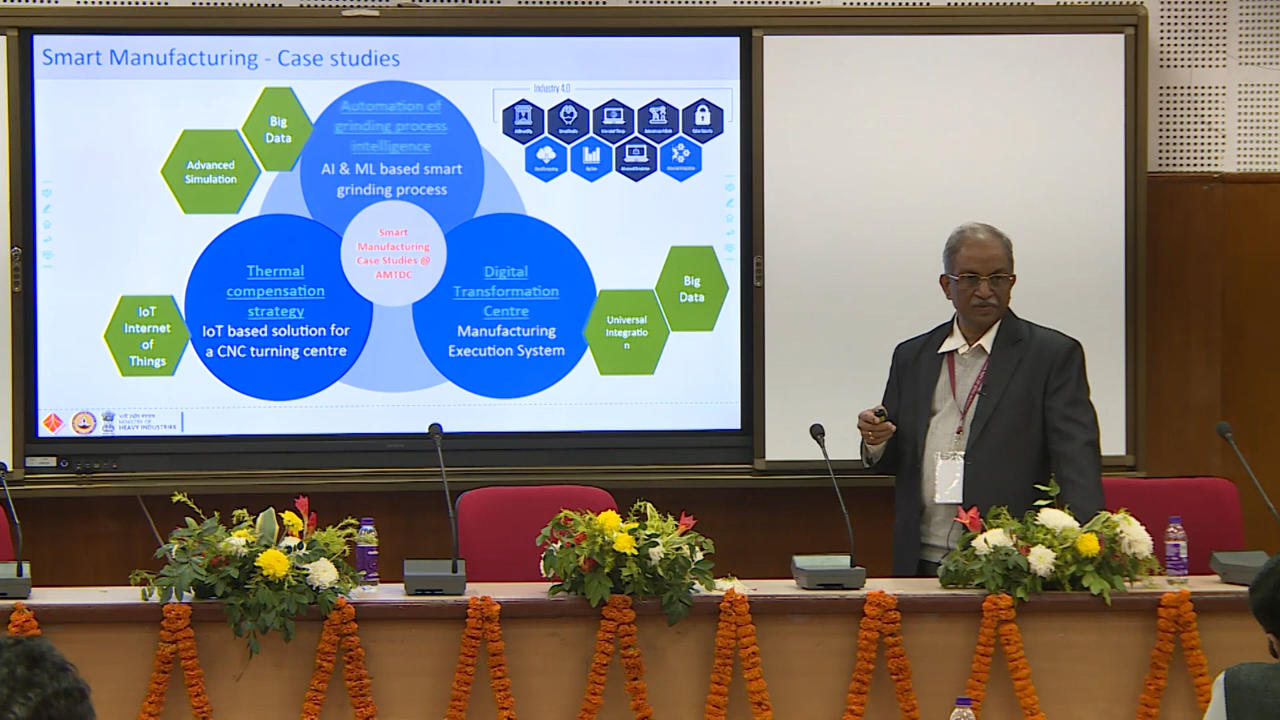 Smart Manufacturing - Case studies
Automation of
grinding process
intelligence
AI & ML based smart
grinding process
Big
Data
Advanced
Simulation
Industry 4.0
Smart
Manufacturing
Case Studies @
AMTDC
Thermal
compensation
strategy
IoT based solution for
a CNC turning centre
Digital
Transformation
Centre
Manufacturing
Execution System
IoT
Internet
of
Things
Big
Data
Universal
Integratio
n
MINISTRY OF
HEAVY INDUSTRIES